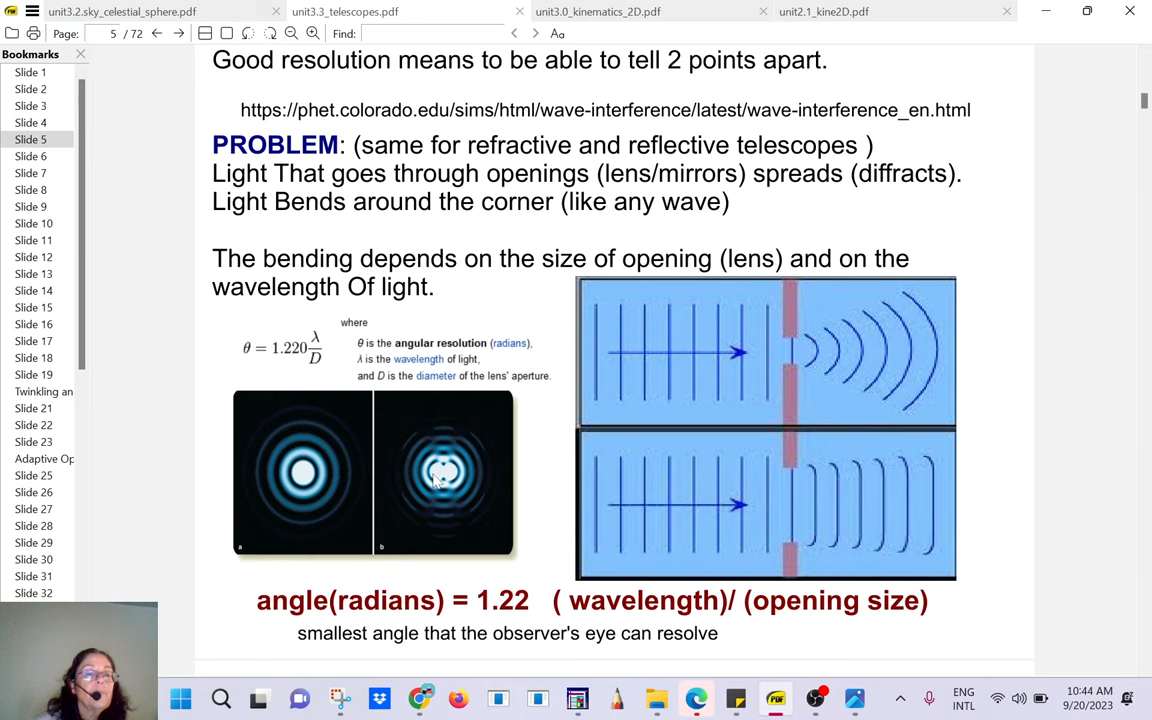 unit3.2.sky_celestial_sphere.pdf
unit3.3_telescopes.pdf
unit3.0_kinematics_2D.pdf
unit2.1_kine2D.pdf
Page: 5 / 72
Find:
Aa
Bookmarks
Slide 1
Slide 2
Slide 3
Slide 4
Slide 5
Slide 6
Slide 7
Slide 8
Slide 9
Slide 10
Slide 11
Slide 12
Slide 13
Slide 14
Slide 15
Slide 16
Slide 17
Slide 18
Slide 19
Twinkling an
Slide 21
Slide 22
Slide 23
Adaptive Op
Slide 25
Slide 26
Slide 27
Slide 28
Slide 29
Slide 30
Slide 31
Slide 32
Good resolution means to be able to tell 2 points apart.
https://phet.colorado.edu/sims/html/wave-interference/latest/wave-interference_en.html
PROBLEM: (same for refractive and reflective telescopes )
Light That goes through openings (lens/mirrors) spreads (diffracts).
Light Bends around the corner (like any wave)
The bending depends on the size of opening (lens) and on the
wavelength Of light.
θ = 1.220 λ/D
where
θ is the angular resolution (radians),
λ is the wavelength of light,
and D is the diameter of the lens' aperture.
a
b
angle(radians) = 1.22 ( wavelength)/ (opening size)
smallest angle that the observer's eye can resolve
ENG
INTL
10:44 AM
9/20/2023